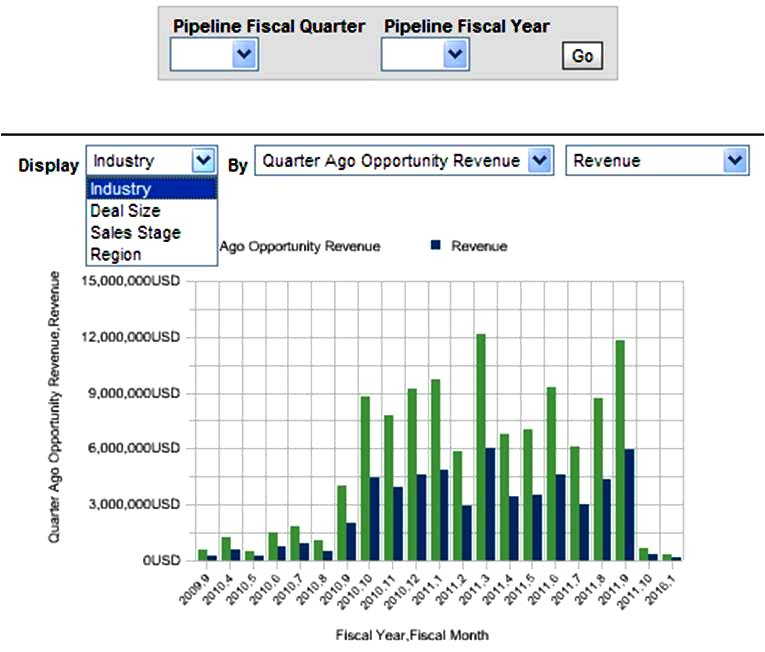 Pipeline Fiscal Quarter Pipeline Fiscal Year
Go
Display Industry By Quarter Ago Opportunity Revenue Revenue
Industry
Deal Size
Sales Stage
Region
Ago Opportunity Revenue Revenue
Quarter Ago Opportunity Revenue,Revenue
15,000,000USD
12,000,000USD
9,000,000USD
6,000,000USD
3,000,000USD
0USD
2009,9 2010,4 2010,5 2010,6 2010,7 2010,8 2010,9 2010,10 2010,11 2010,12 2011,1 2011,2 2011,3 2011,4 2011,5 2011,6 2011,7 2011,8 2011,9 2011,10 2016,1
Fiscal Year,Fiscal Month